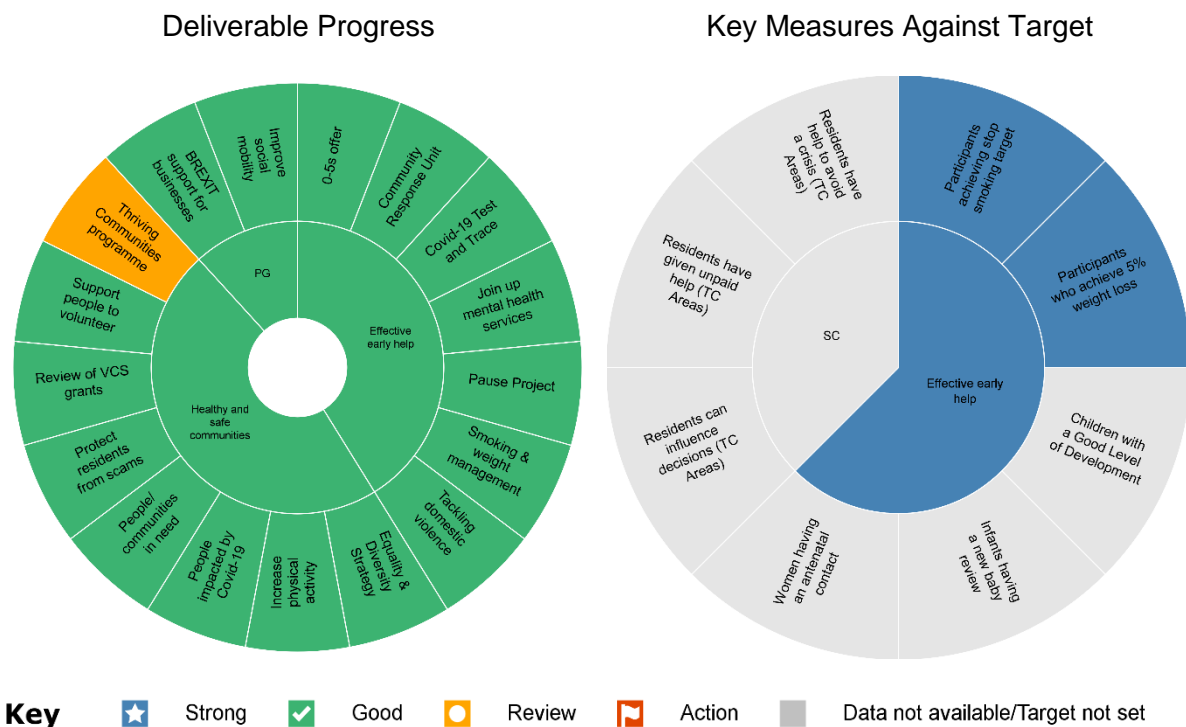 Deliverable Progress
Key Measures Against Target
0-5s offer
Community
Response Unit
Covid-19 Test
and Trace
Join up
mental health
services
Pause Project
Smoking &
weight
management
Tackling
domestic
violence
Equality &
Diversity
Strategy
Increase
physical
activity
People
impacted by
Covid-19
People/
communities
in need
Protect
residents
from scams
Review of VCS
grants
Support
people to
volunteer
Thriving
Communities
programme
BREXIT
support for
businesses
Improve
social
mobility
PG
Effective
early help
Healthy and
safe
communities
Participants
achieving stop
smoking target
Participants
who achieve 5%
weight loss
Children with
a Good Level
of Development
Infants having
a new baby
review
Women having
an antenatal
contact
Residents can
influence
decisions (TC
Areas)
Residents have
given unpaid
help (TC
Areas)
Residents have
help to avoid
a crisis (TC
Areas)
SC
Effective early
help
Key
Strong
Good
Review
Action
Data not available/Target not set